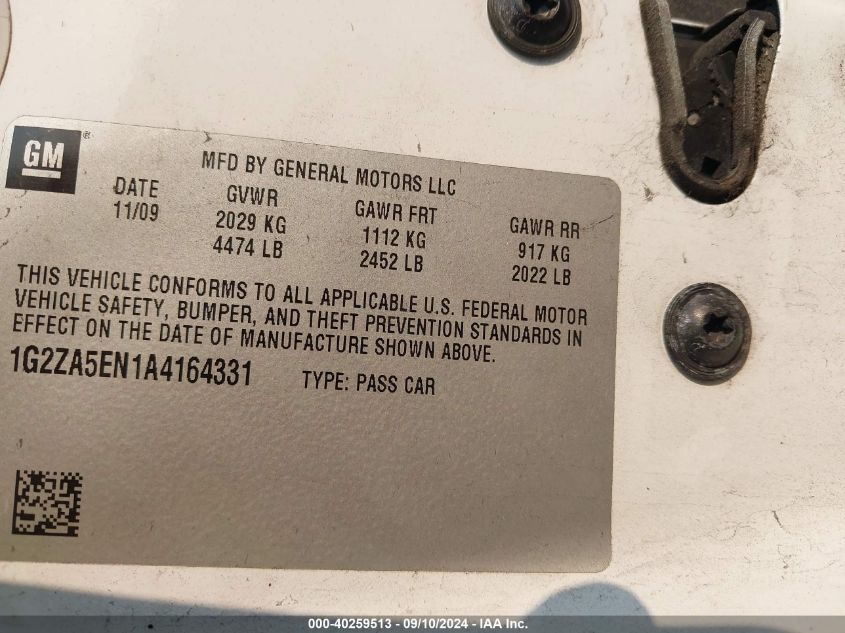 GM ®
MFD BY GENERAL MOTORS LLC
DATE GVWR GAWR FRT GAWR RR
11/09 2029 KG 1112 KG 917 KG
4474 LB 2452 LB 2022 LB
THIS VEHICLE CONFORMS TO ALL APPLICABLE U.S. FEDERAL MOTOR
VEHICLE SAFETY, BUMPER, AND THEFT PREVENTION STANDARDS IN
EFFECT ON THE DATE OF MANUFACTURE SHOWN ABOVE.
1G2ZA5EN1A4164331 TYPE: PASS CAR
000-40259513 - 09/10/2024 - IAA Inc.